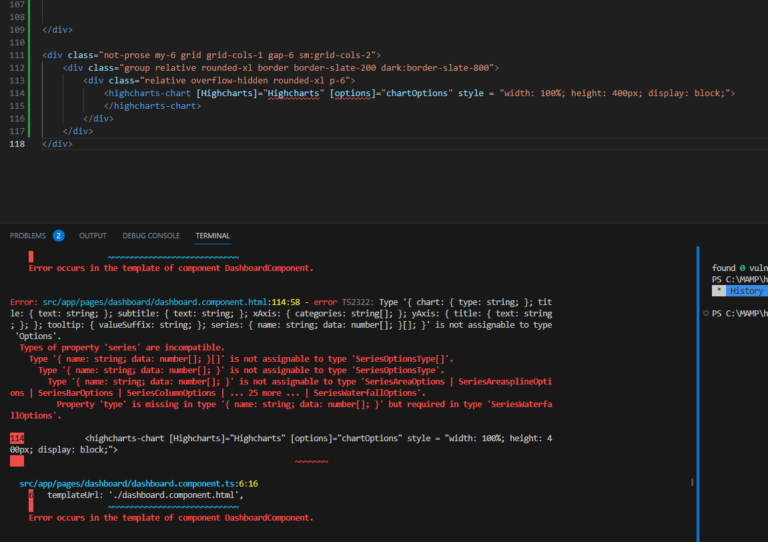 107
108
109 </div>
110
111 <div class="not-prose my-6 grid grid-cols-1 gap-6 sm:grid-cols-2">
112 <div class="group relative rounded-xl border border-slate-200 dark:border-slate-800">
113 <div class="relative overflow-hidden rounded-xl p-6">
114 <highcharts-chart [Highcharts]="Highcharts" [options]="chartOptions" style = "width: 100%; height: 400px; display: block;">
115 </highcharts-chart>
116 </div>
117 </div>
118 </div>
PROBLEMS 2 OUTPUT DEBUG CONSOLE TERMINAL
Error occurs in the template of component DashboardComponent.
Error: src/app/pages/dashboard/dashboard.component.html:114:58 - error TS2322: Type '{ chart: { type: string; }; tit
le: { text: string; }; subtitle: { text: string; }; xAxis: { categories: string[]; }; yAxis: { title: { text: string
; }; }; tooltip: { valueSuffix: string; }; series: { name: string; data: number[]; }[]; }' is not assignable to type
'Options'.
Types of property 'series' are incompatible.
Type '{ name: string; data: number[]; }[]' is not assignable to type 'SeriesOptionsType[]'.
Type '{ name: string; data: number[]; }' is not assignable to type 'SeriesOptionsType'.
Type '{ name: string; data: number[]; }' is not assignable to type 'SeriesAreaOptions | SeriesAreasplineOpti
ons | SeriesBarOptions | SeriesColumnOptions | ... 25 more ... | SeriesWaterfallOptions'.
Property 'type' is missing in type '{ name: string; data: number[]; }' but required in type 'SeriesWaterfa
llOptions'.
114 <highcharts-chart [Highcharts]="Highcharts" [options]="chartOptions" style = "width: 100%; height: 4
00px; display: block;">
~~~~~~~
src/app/pages/dashboard/dashboard.component.ts:6:16
6 templateUrl: './dashboard.component.html',
Error occurs in the template of component DashboardComponent.
found 0 vuln
PS C:\MAMP\h
* History
PS C:\MAMP\h